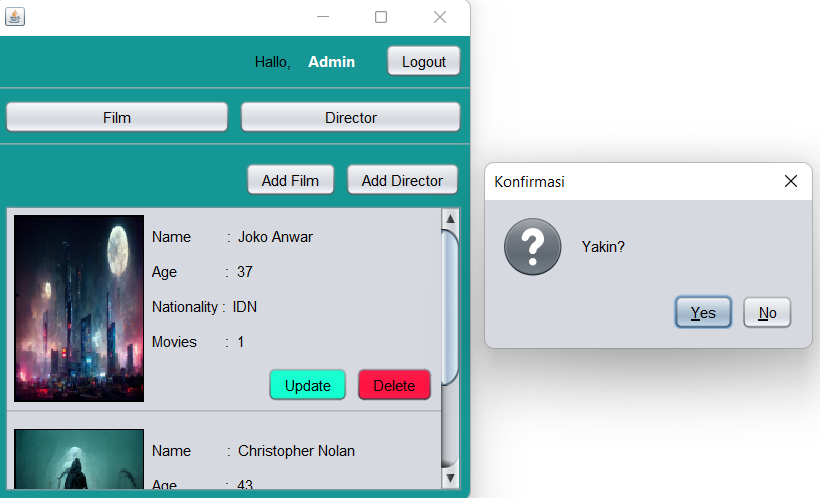 Hallo, Admin Logout
Film Director
Add Film Add Director
Name : Joko Anwar
Age : 37
Nationality : IDN
Movies : 1
Update Delete
Name : Christopher Nolan
Age : 43
Konfirmasi
?
Yakin?
Yes No